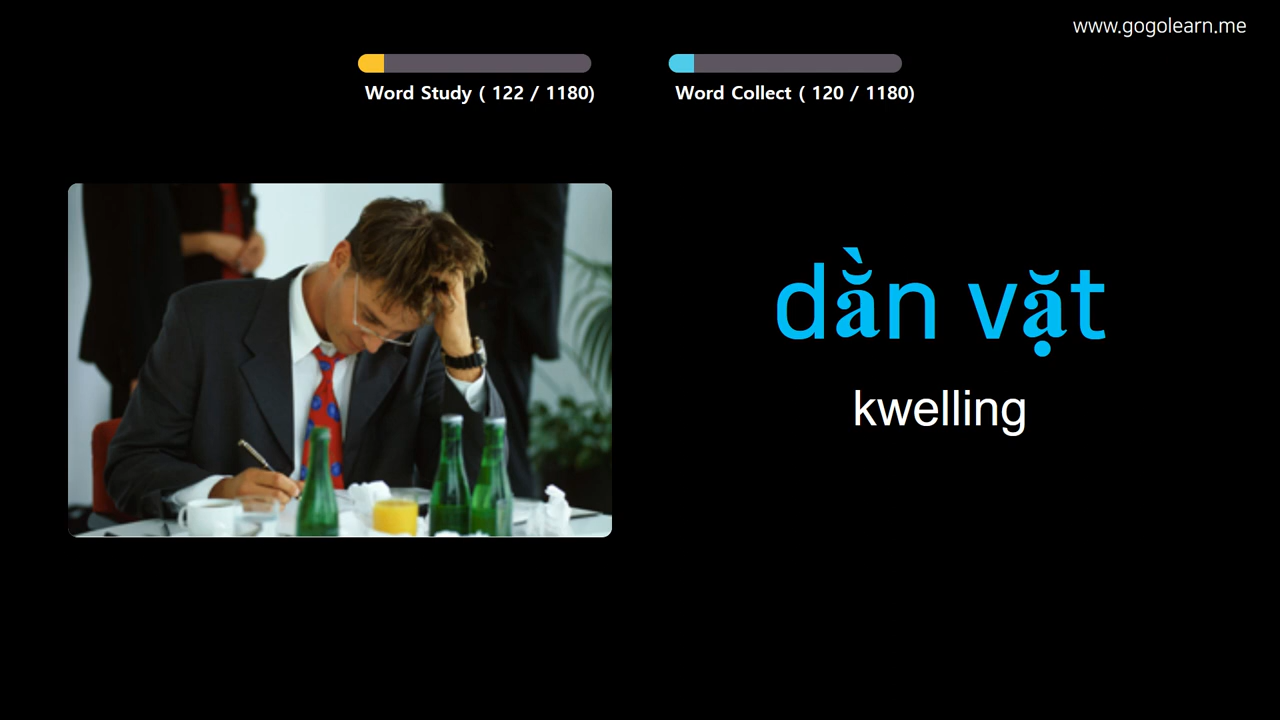 www.gogolearn.me
Word Study ( 122 / 1180)
Word Collect ( 120 / 1180)
dằn vặt
kwelling